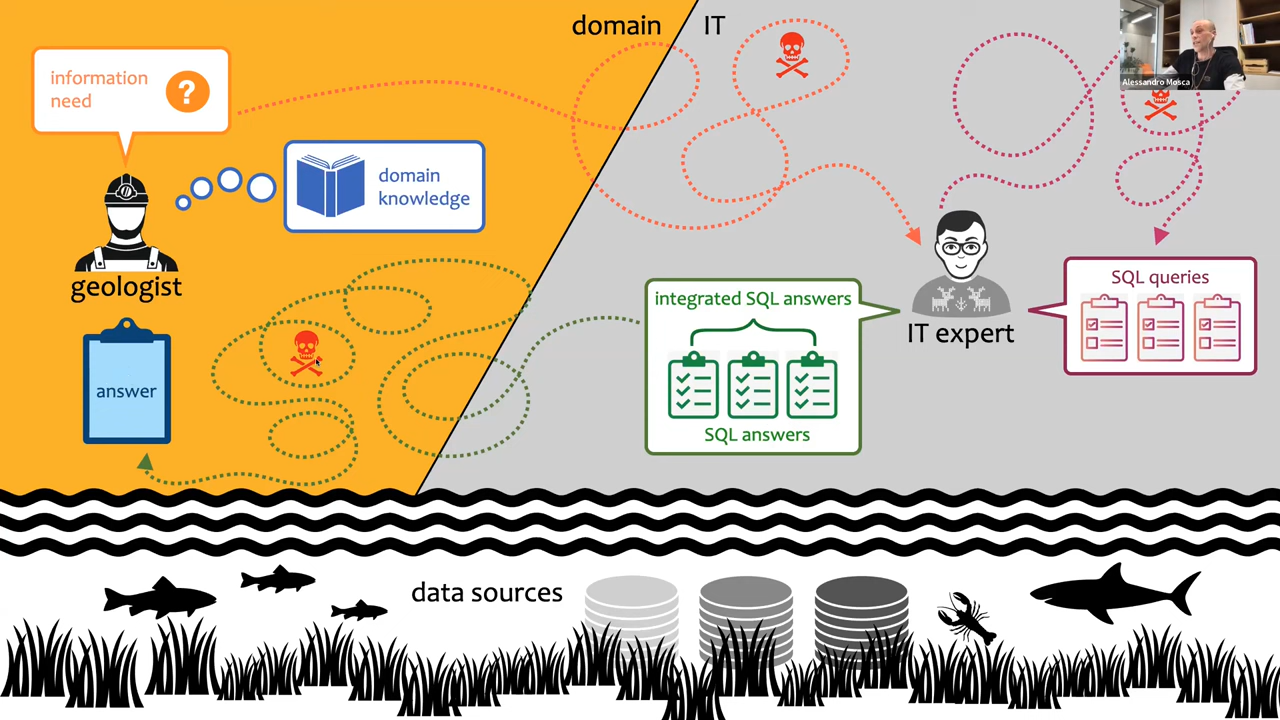 domain
IT
information
need
?
Alessandro Mosca
domain
knowledge
geologist
answer
integrated SQL answers
SQL answers
IT expert
SQL queries
data sources